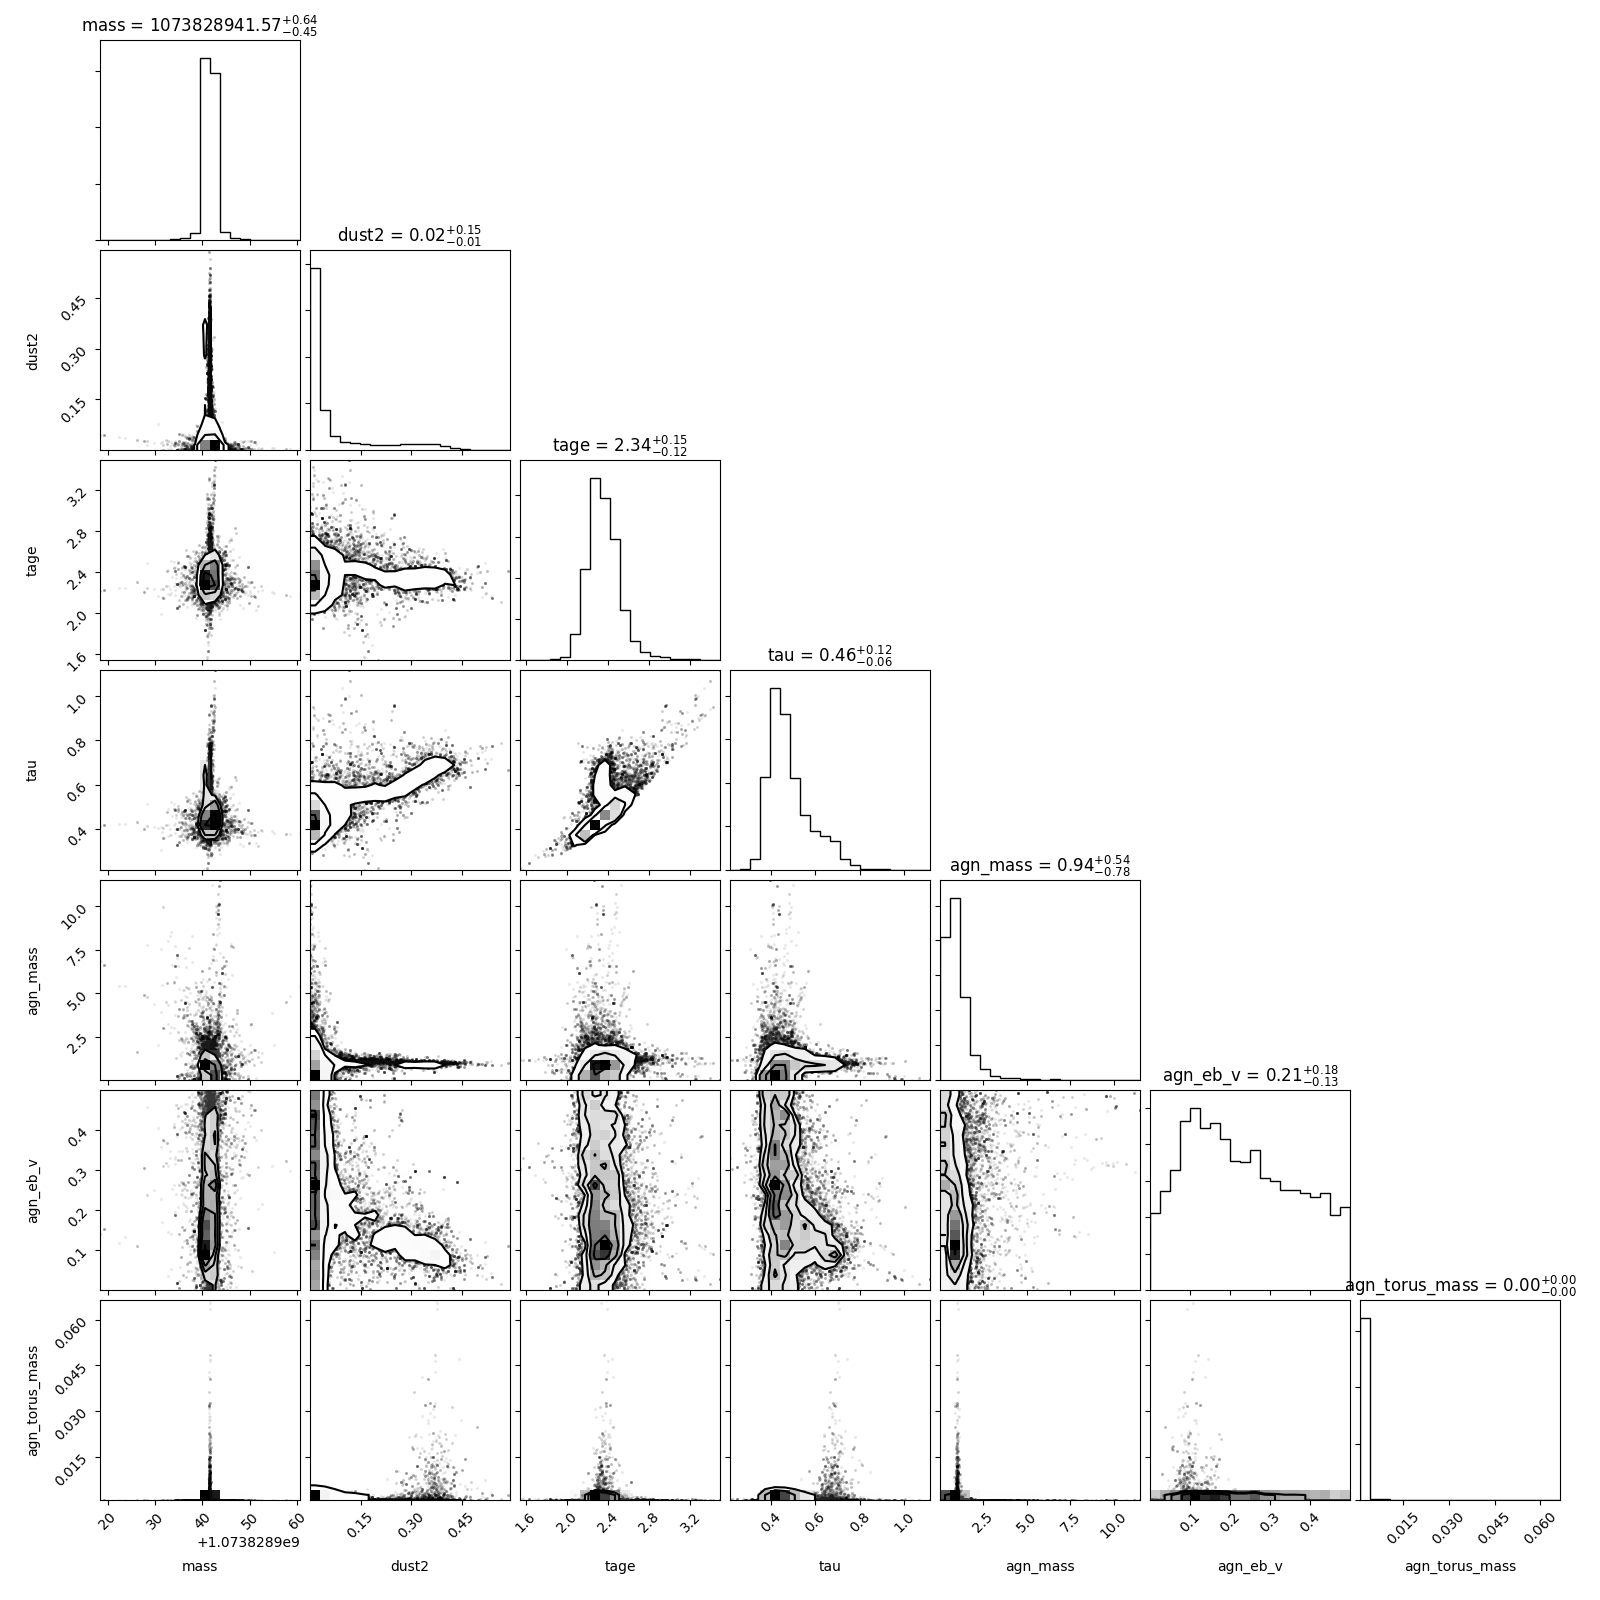 mass = 1073828941.57+0.64 −0.45
dust2 = 0.02+0.15 −0.01
dust2
0.45
0.30
0.15
tage = 2.34+0.15 −0.12
tage
3.2
2.8
2.4
2.0
1.6
tau = 0.46+0.12 −0.06
tau
1.0
0.8
0.6
0.4
agn_mass = 0.94+0.54 −0.78
agn_mass
10.0
7.5
5.0
2.5
agn_eb_v = 0.21+0.18 −0.13
agn_eb_v
0.4
0.3
0.2
0.1
agn_torus_mass = 0.00+0.00 −0.00
agn_torus_mass
0.060
0.045
0.030
0.015
20 30 40 50 60
+1.0738289e9
mass
0.15 0.30 0.45
dust2
1.6 2.0 2.4 2.8 3.2
tage
0.4 0.6 0.8 1.0
tau
2.5 5.0 7.5 10.0
agn_mass
0.1 0.2 0.3 0.4
agn_eb_v
0.015 0.030 0.045 0.060
agn_torus_mass